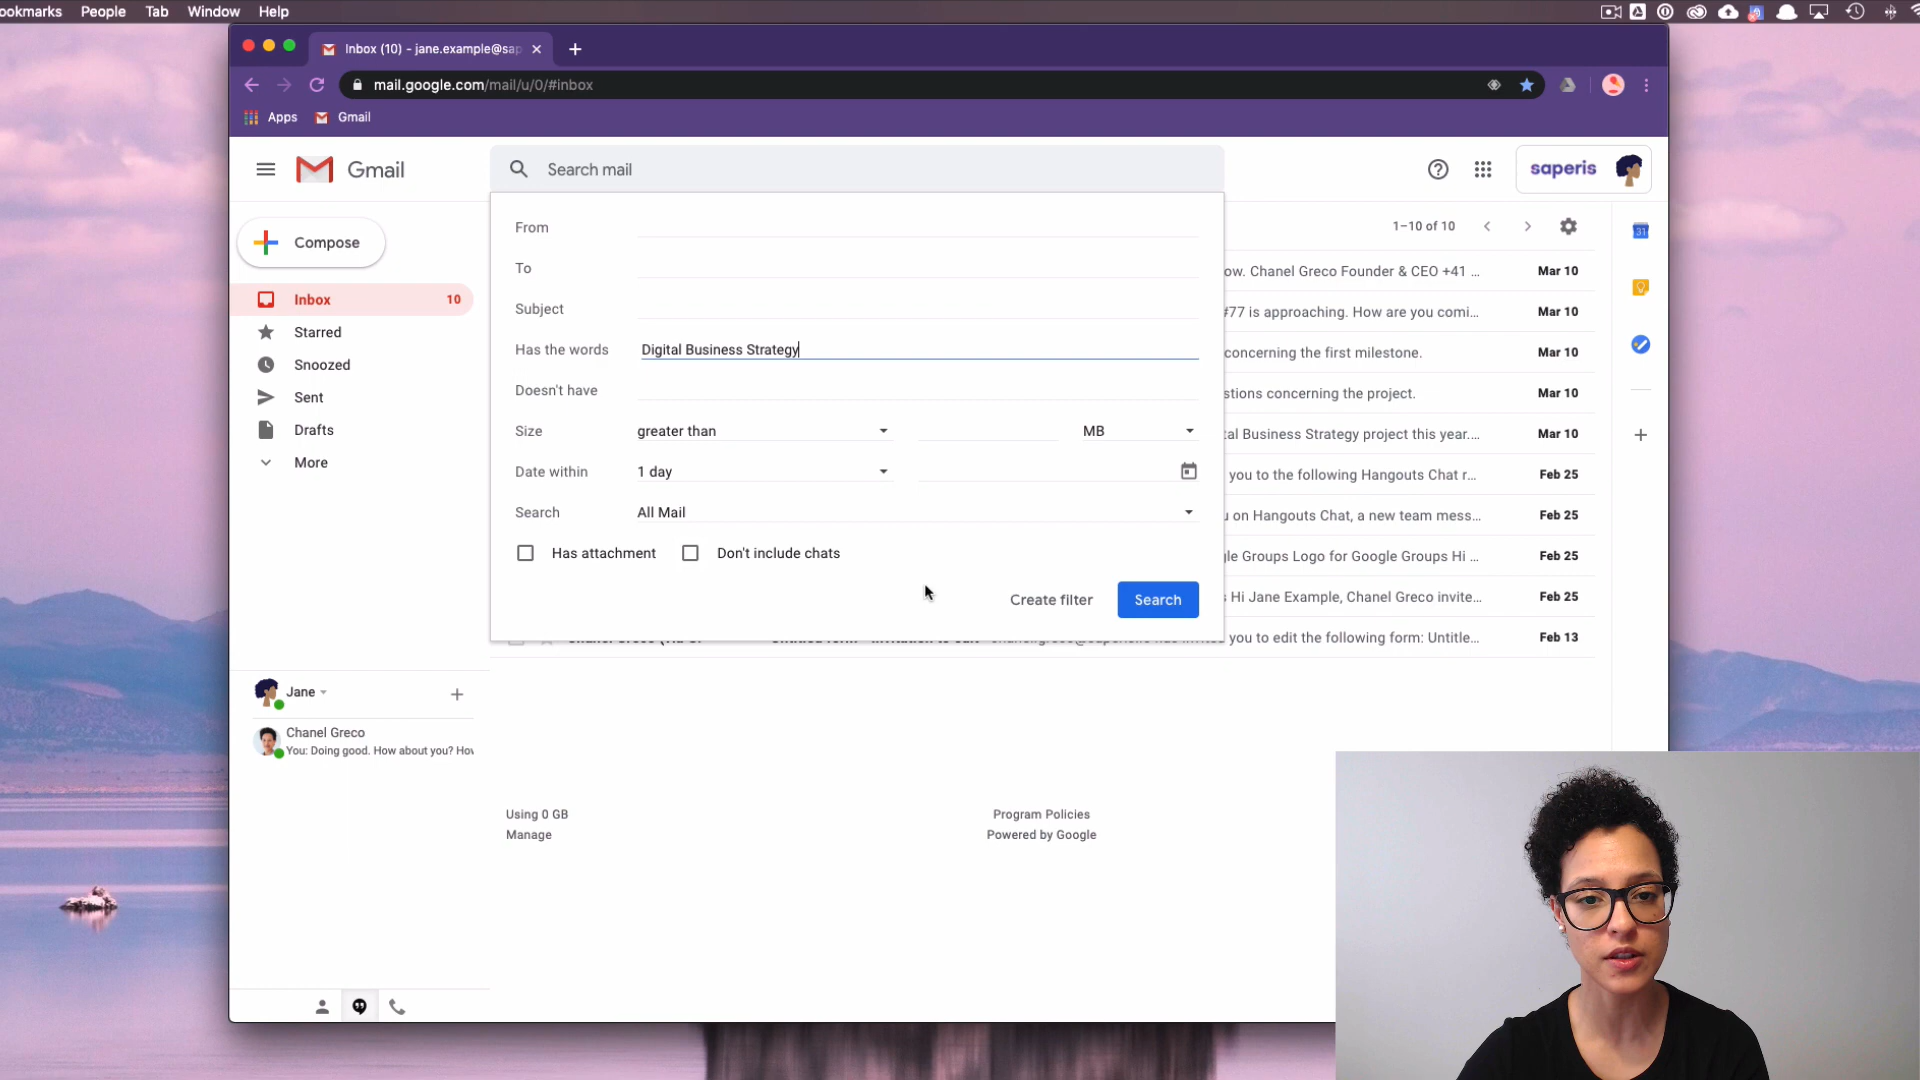 ookmarks People Tab Window Help
Inbox (10) - jane.example@sap
mail.google.com/mail/u/0/#inbox
Apps Gmail
Gmail
Search mail
saperis
Compose
Inbox 10
Starred
Snoozed
Sent
Drafts
More
From
To
Subject
Has the words Digital Business Strategy
Doesn't have
Size greater than MB
Date within 1 day
Search All Mail
Has attachment Don't include chats
Create filter Search
1–10 of 10
ow. Chanel Greco Founder & CEO +41 ... Mar 10
#77 is approaching. How are you comi... Mar 10
concerning the first milestone. Mar 10
stions concerning the project. Mar 10
tal Business Strategy project this year.... Mar 10
you to the following Hangouts Chat r... Feb 25
u on Hangouts Chat, a new team mess... Feb 25
gle Groups Logo for Google Groups Hi ... Feb 25
s Hi Jane Example, Chanel Greco invite... Feb 25
you to edit the following form: Untitle... Feb 13
31
Jane
Chanel Greco
You: Doing good. How about you? Hov
Using 0 GB
Manage
Program Policies
Powered by Google